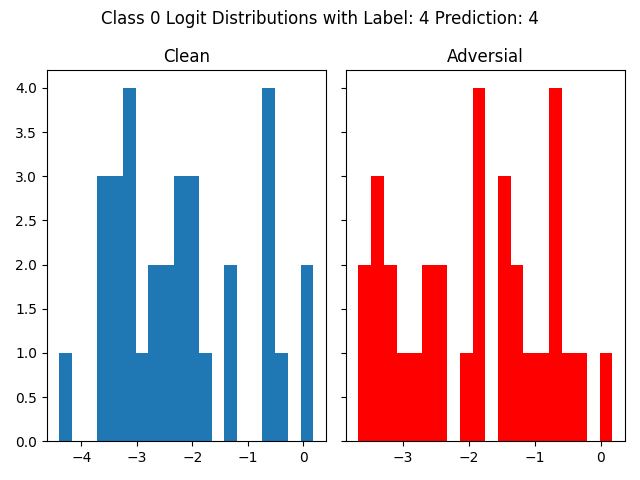 Class 0 Logit Distributions with Label: 4 Prediction: 4
Clean
Adversial
4.0
3.5
3.0
2.5
2.0
1.5
1.0
0.5
0.0
−4 −3 −2 −1 0
−3 −2 −1 0